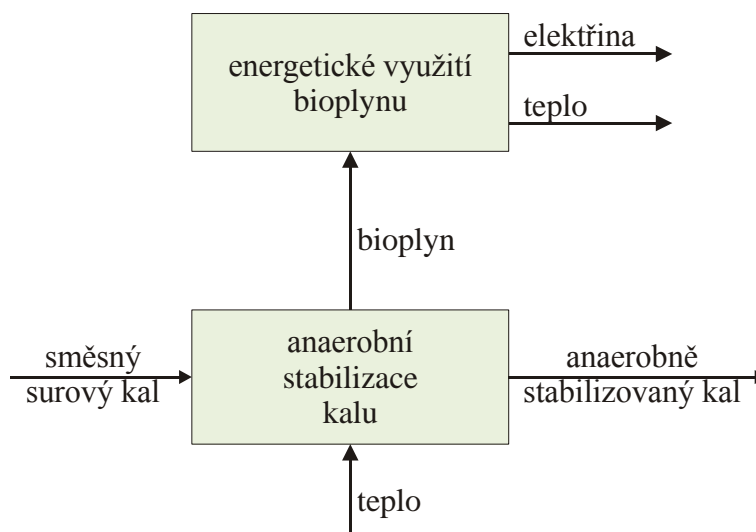 energetické využití
bioplynu
elektřina
teplo
bioplyn
směsný
surový kal
anaerobní
stabilizace
kalu
anaerobně
stabilizovaný kal
teplo